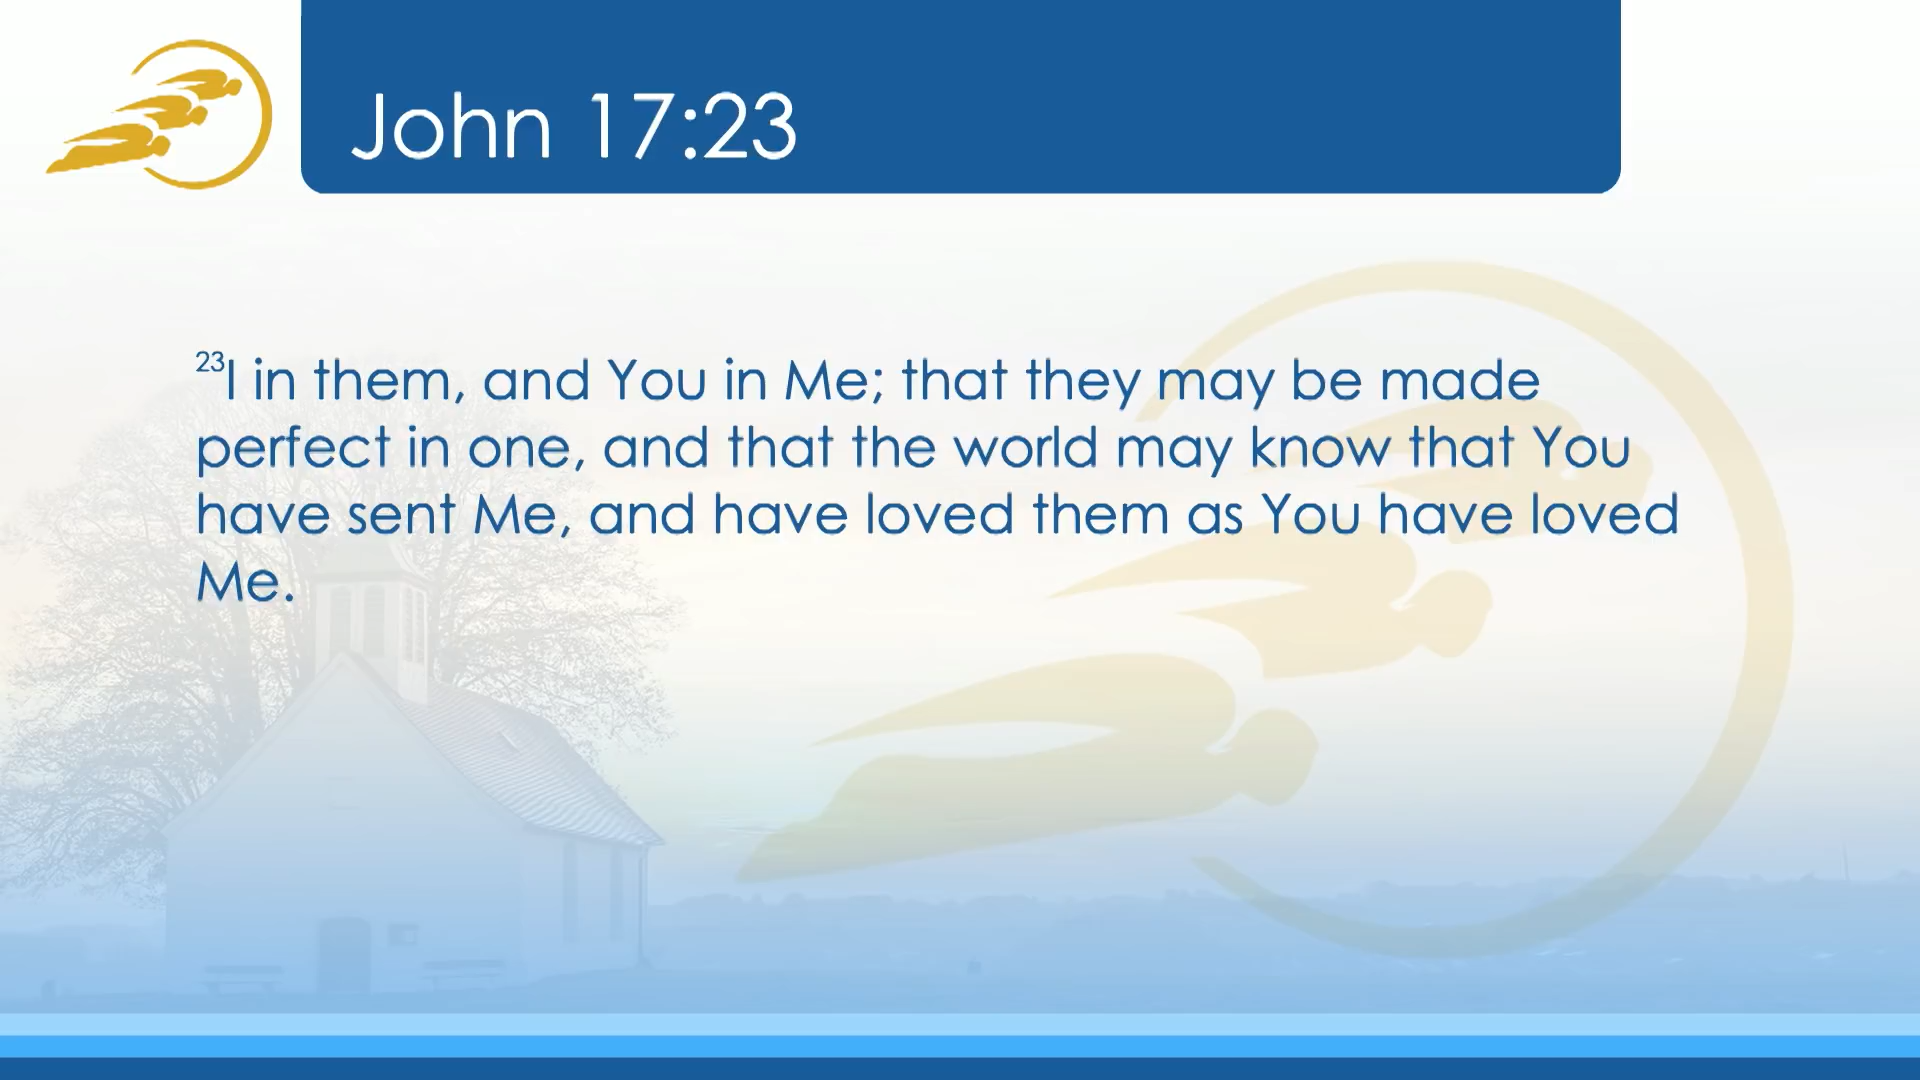 John 17:23
23I in them, and You in Me; that they may be made
perfect in one, and that the world may know that You
have sent Me, and have loved them as You have loved
Me.